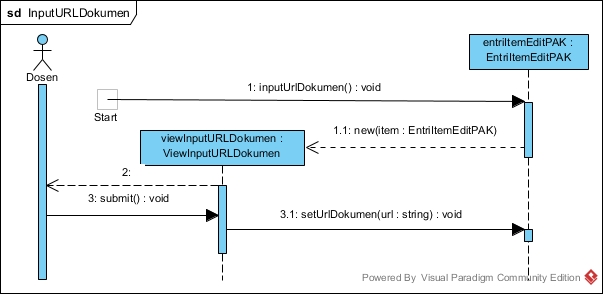 sd InputURLDokumen
entriItemEditPAK :
EntriItemEditPAK
Dosen
1: inputUrlDokumen() : void
Start
1.1: new(item : EntriItemEditPAK)
viewInputURLDokumen :
ViewInputURLDokumen
2:
3: submit() : void
3.1: setUrlDokumen(url : string) : void
Powered By Visual Paradigm Community Edition